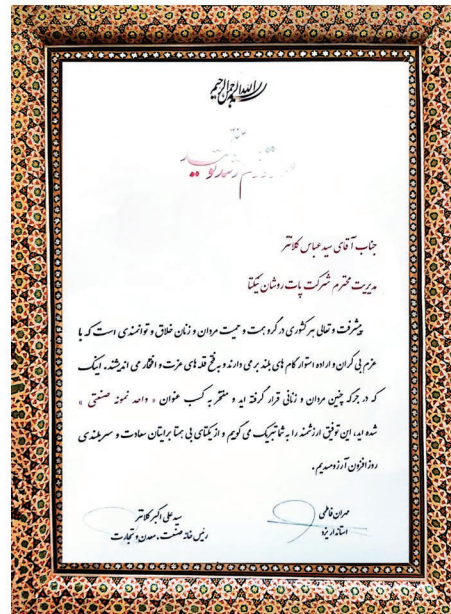 بسم الله الرحمن الرحیم
جناب آقای سید عباس کلانتر
مدیریت محترم شرکت پات روشان یکتا
پیشرفت و تعالی هر کشوری در گرو همت و حمیت مردان و زنان خلاق و توانمندی است که با
عزم بی کران و اراده استوار گام های بلند برمی دارند و به فتح قله های عزت و افتخار می اندیشند. اینک
که در جرگه چنین مردان و زنانی قرار گرفته اید و مفتخر به کسب عنوان « واحد نمونه صنعتی »
شده اید، این توفیق ارزشمند را به شما تبریک می گویم و از یکتای بی همتا برایتان سعادت و سربلندی
روزافزون آرزومندیم.
مهران فاطمی
استاندار یزد
سید علی اکبر کلانتر
رئیس خانه صنعت، معدن و تجارت